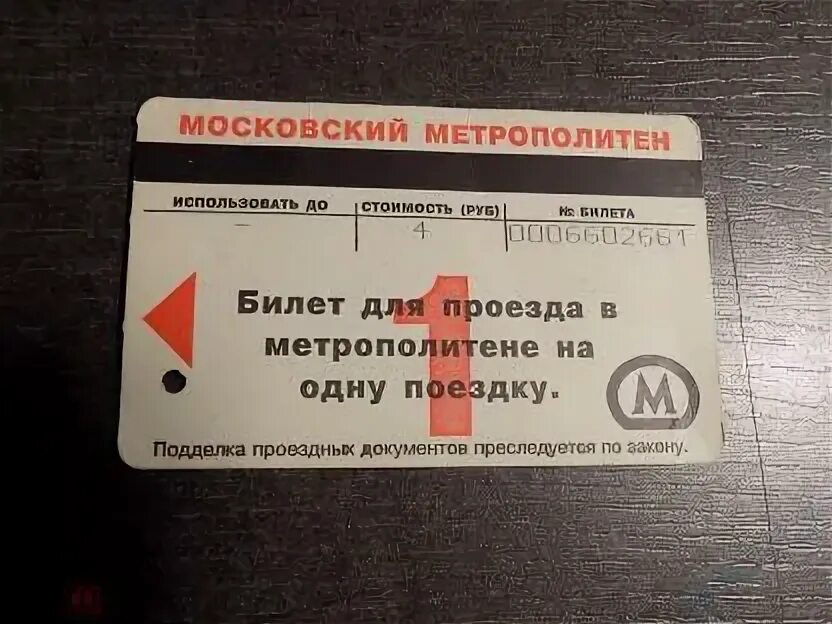 МОСКОВСКИЙ МЕТРОПОЛИТЕН
ИСПОЛЬЗОВАТЬ ДО СТОИМОСТЬ (РУБ) № БИЛЕТА
– 4 0006602661
1
Билет для проезда в
метрополитене на
одну поездку.
М
Подделка проездных документов преследуется по закону.